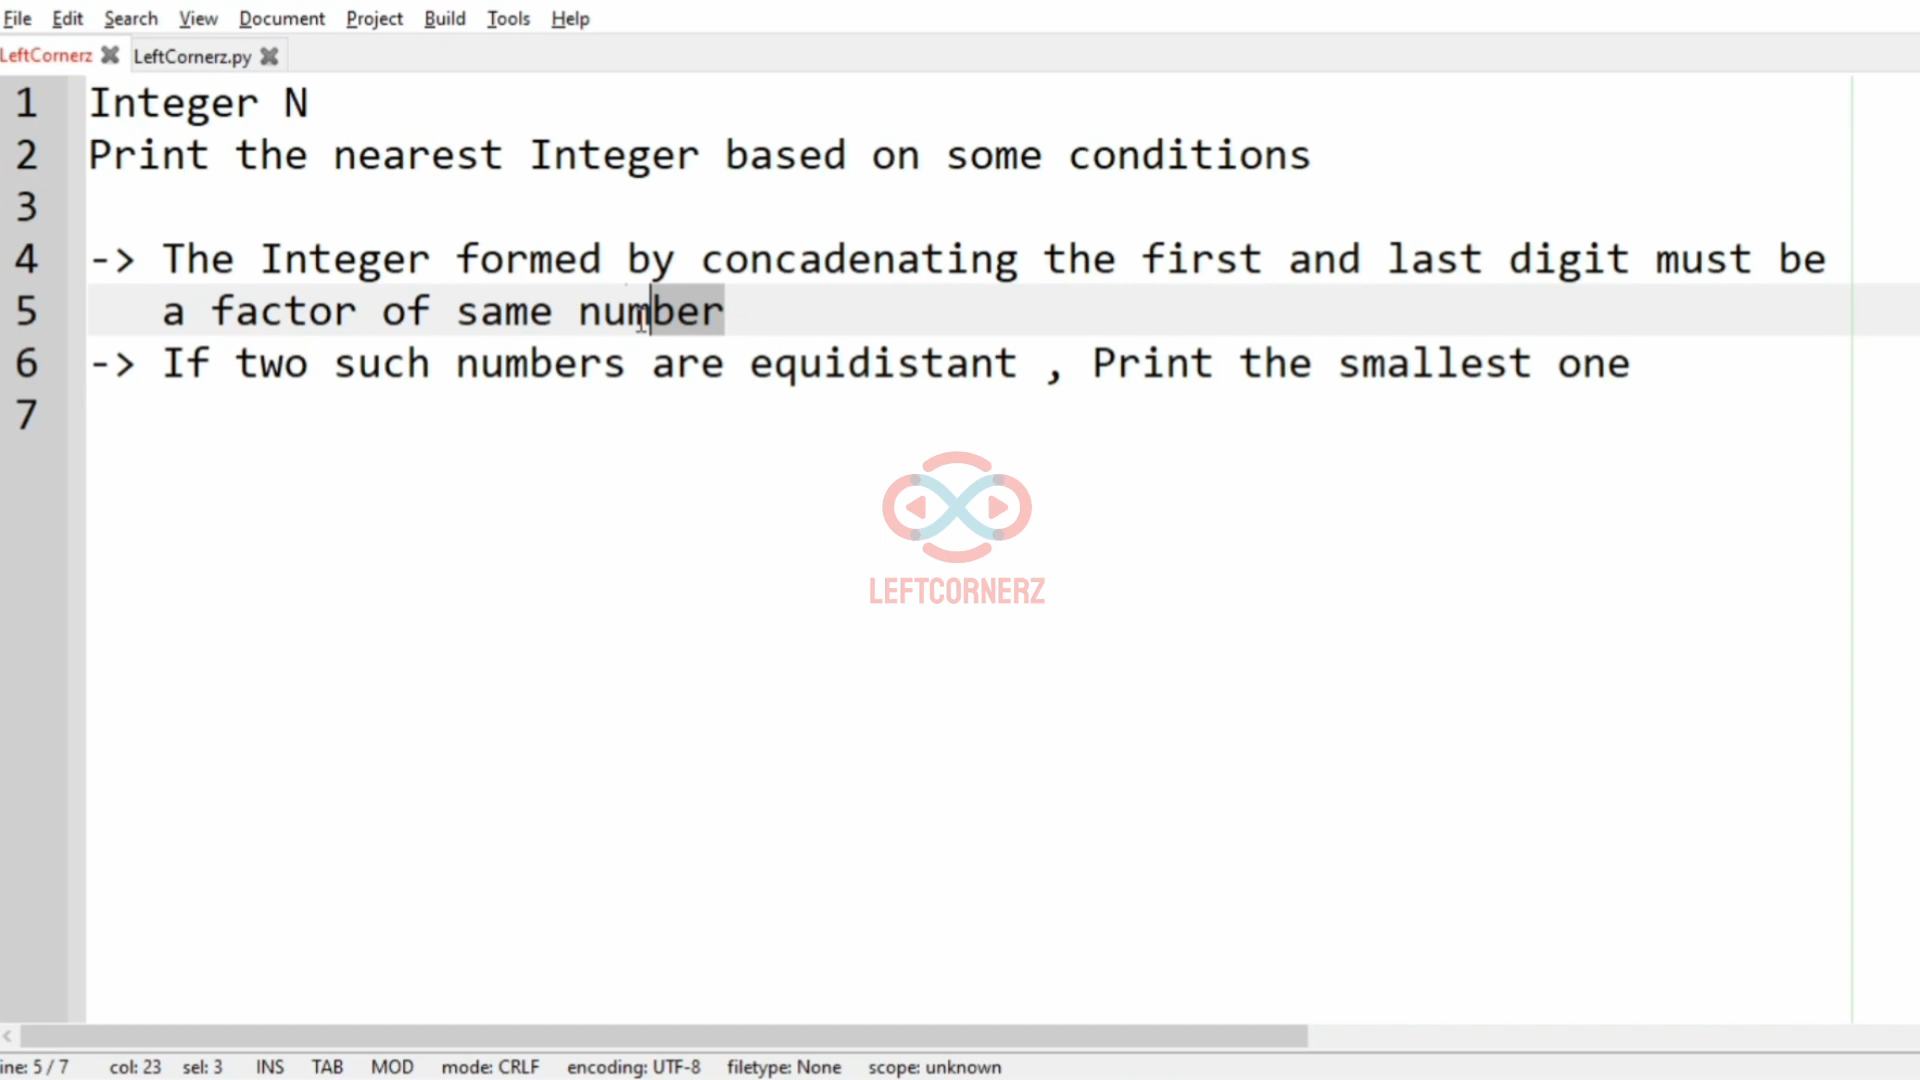 File Edit Search View Document Project Build Tools Help
LeftCornerz LeftCornerz.py
1 Integer N
2 Print the nearest Integer based on some conditions
3
4 -> The Integer formed by concadenating the first and last digit must be
5 a factor of same number
6 -> If two such numbers are equidistant , Print the smallest one
7
LEFTCORNERZ
ine: 5 / 7 col: 23 sel: 3 INS TAB MOD mode: CRLF encoding: UTF-8 filetype: None scope: unknown